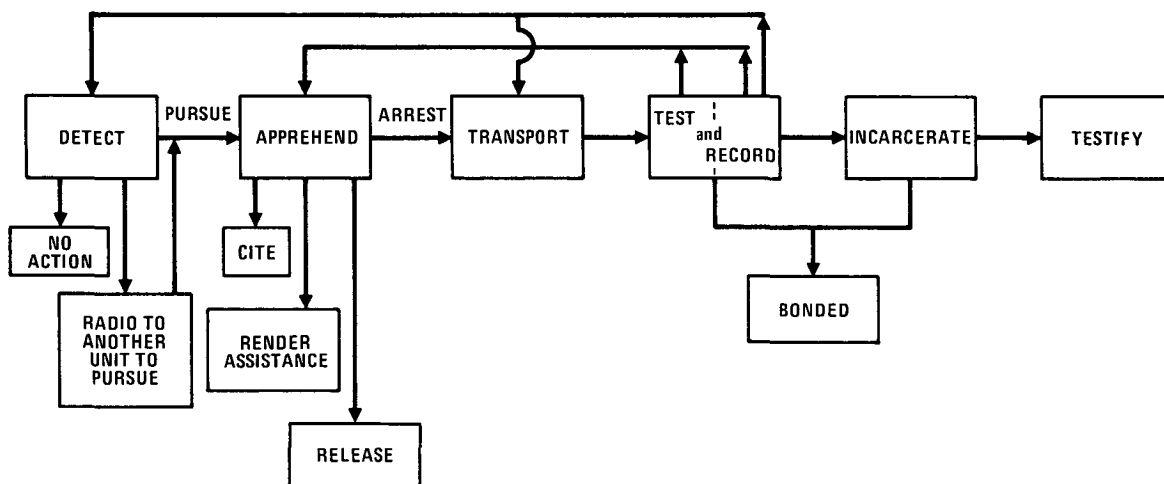 PURSUE
ARREST
DETECT
APPREHEND
TRANSPORT
TEST
and
RECORD
INCARCERATE
TESTIFY
NO
ACTION
CITE
RADIO TO
ANOTHER
UNIT TO
PURSUE
RENDER
ASSISTANCE
BONDED
RELEASE